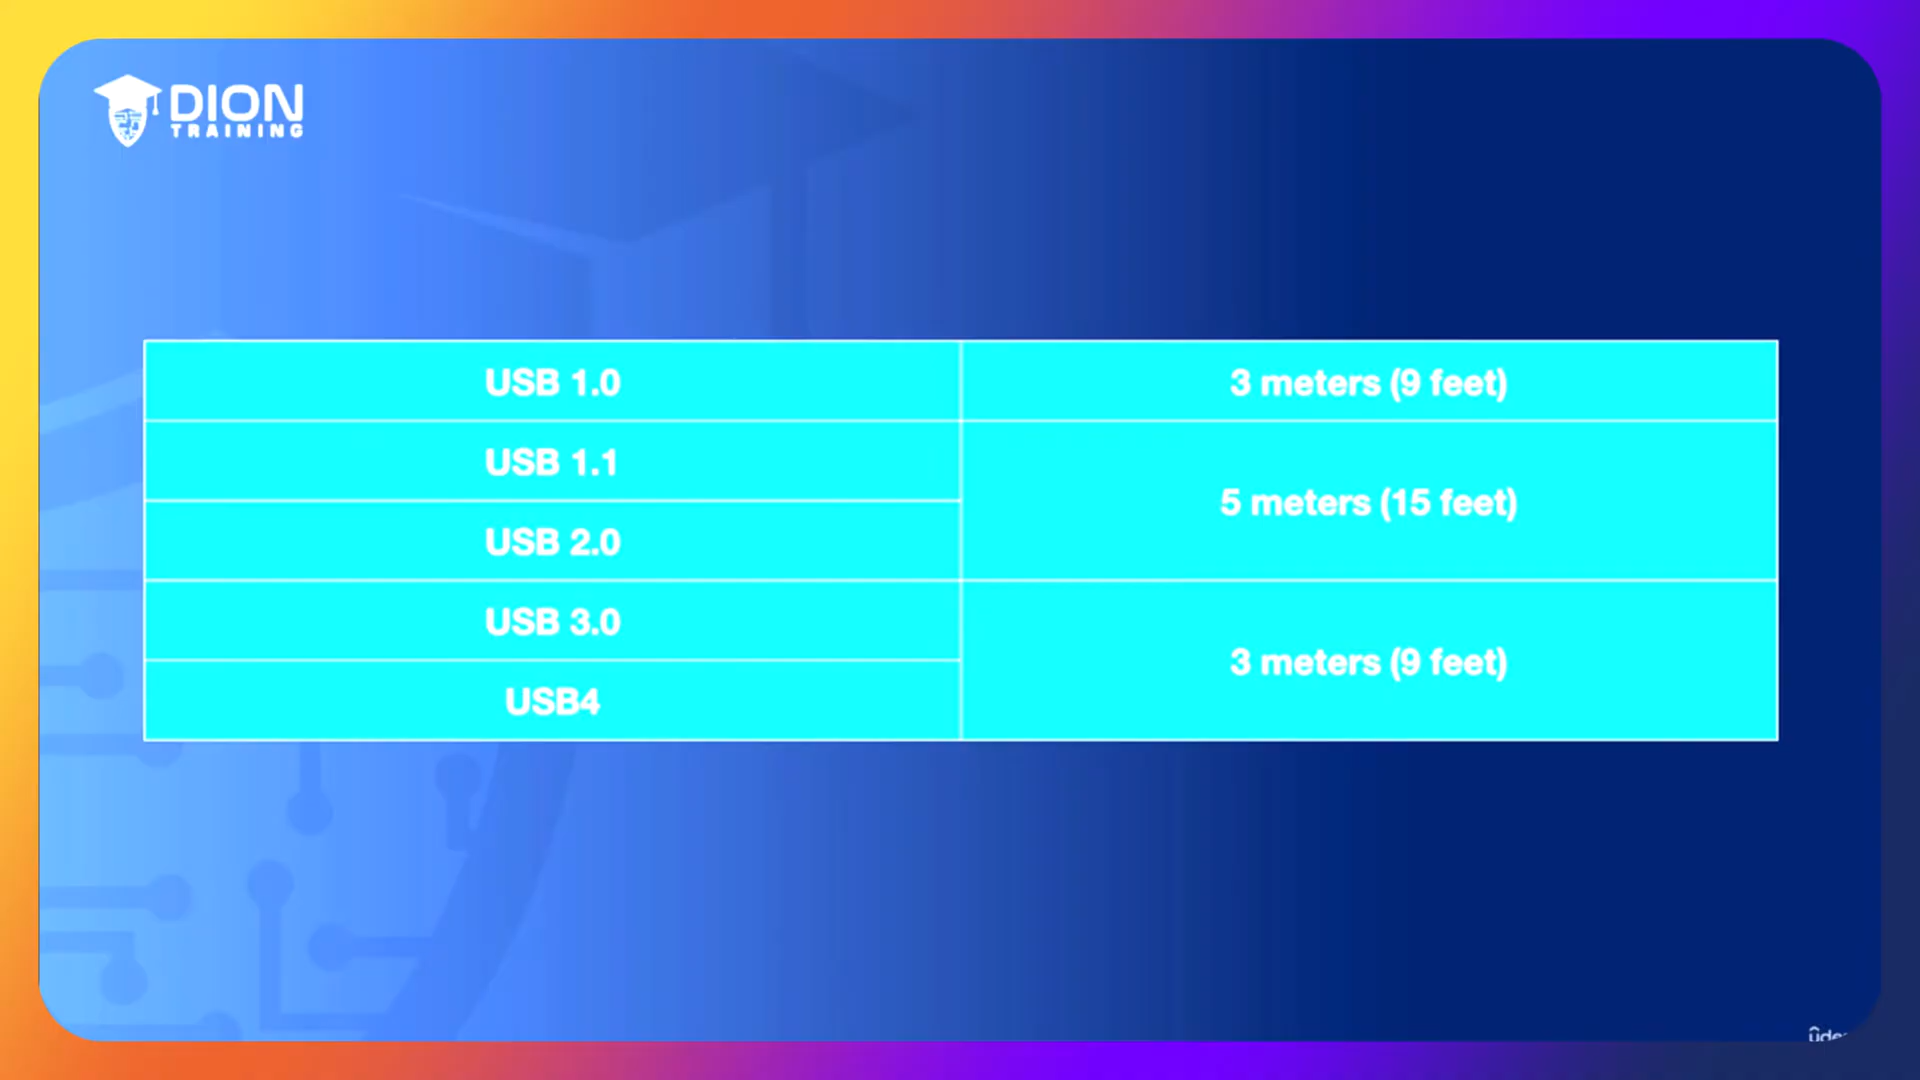 DION
TRAINING
USB 1.0
3 meters (9 feet)
USB 1.1
5 meters (15 feet)
USB 2.0
USB 3.0
3 meters (9 feet)
USB4